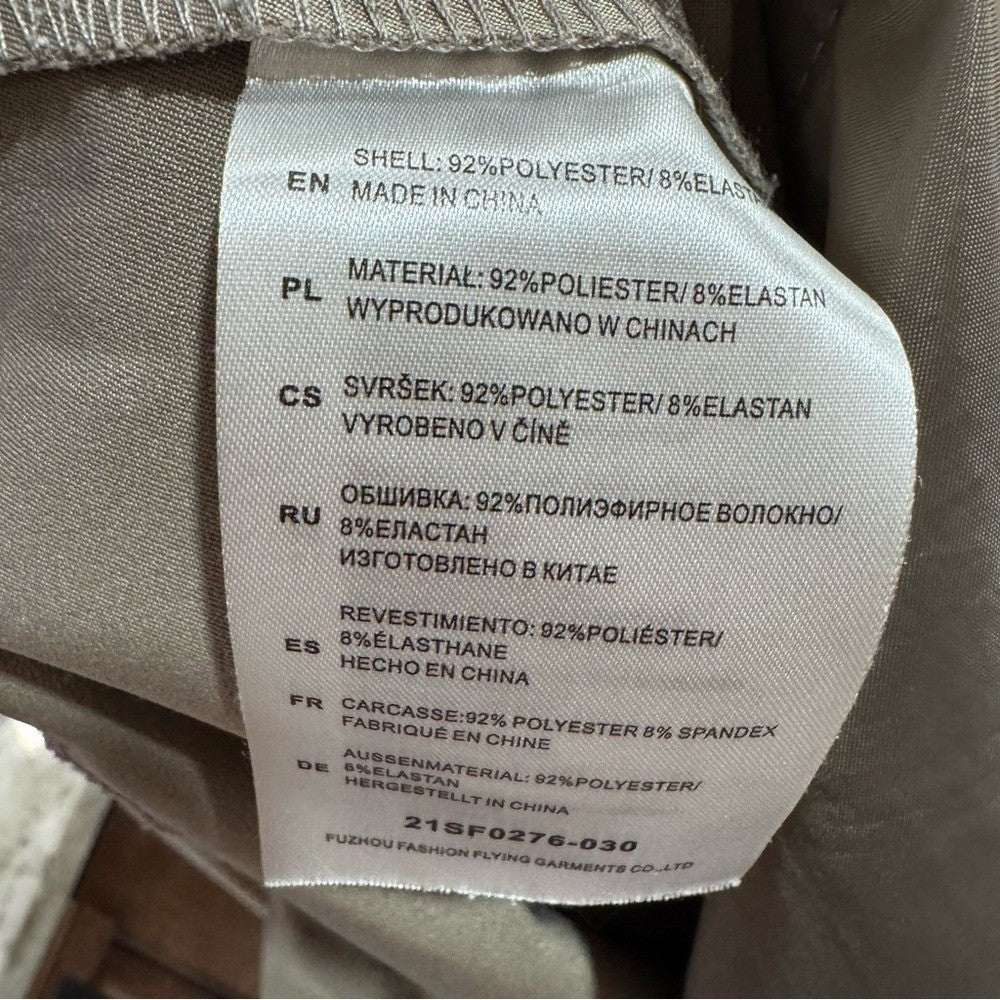 EN SHELL: 92%POLYESTER/ 8%ELAST
MADE IN CHINA
PL MATERIAŁ: 92%POLIESTER/ 8%ELASTAN
WYPRODUKOWANO W CHINACH
CS SVRŠEK: 92%POLYESTER/ 8%ELASTAN
VYROBENO V ČÍNĚ
RU ОБШИВКА: 92%ПОЛИЭФИРНОЕ ВОЛОКНО/
8%ЕЛАСТАН
ИЗГОТОВЛЕНО В КИТАЕ
ES REVESTIMIENTO: 92%POLIÉSTER/
8%ÉLASTHANE
HECHO EN CHINA
FR CARCASSE:92% POLYESTER 8% SPANDEX
FABRIQUÉ EN CHINE
DE AUSSENMATERIAL: 92%POLYESTER/
8%ELASTAN
HERGESTELLT IN CHINA
21SF0276-030
FUZHOU FASHION FLYING GARMENTS CO.,LTD